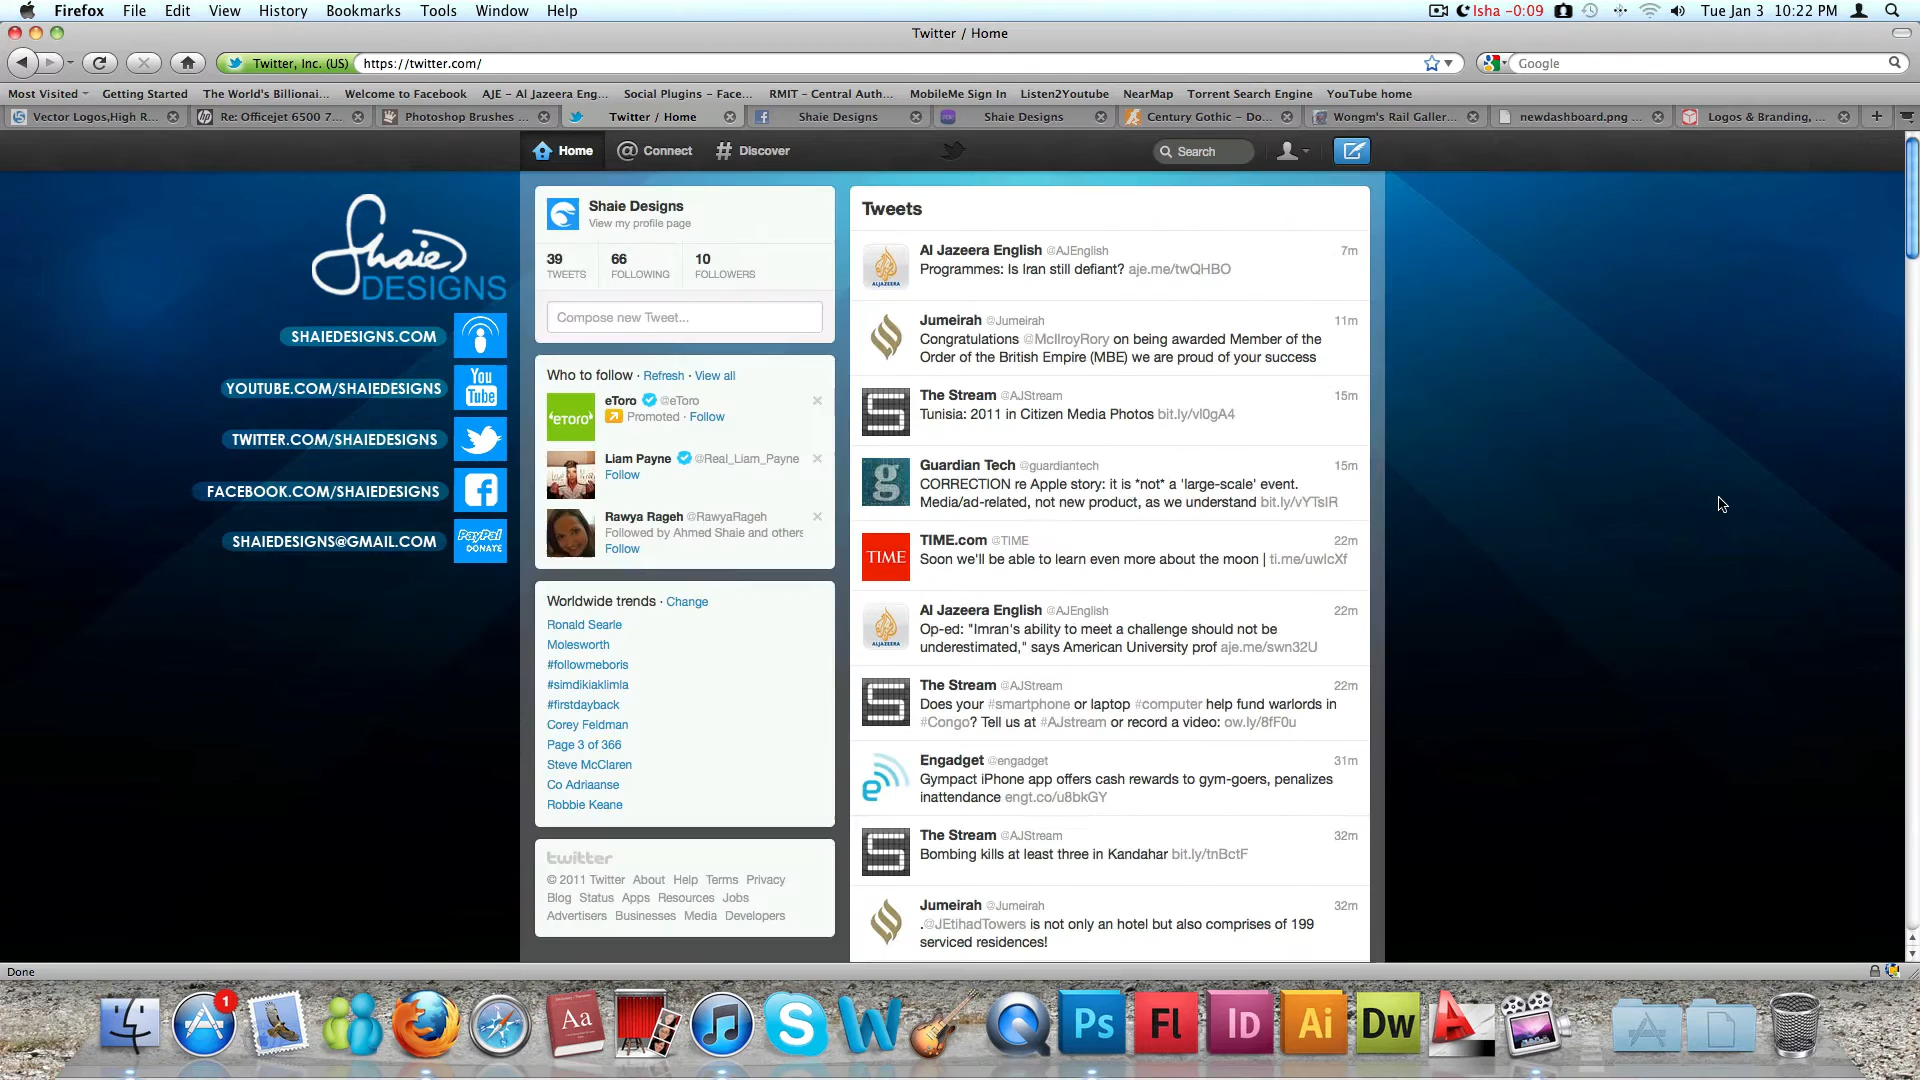 Firefox File Edit View History Bookmarks Tools Window Help
Isha -0:09 Tue Jan 3 10:22 PM
Twitter / Home
Twitter, Inc. (US) https://twitter.com/ Google
Most Visited Getting Started The World's Billionai... Welcome to Facebook AJE – Al Jazeera Eng... Social Plugins – Face... RMIT – Central Auth... MobileMe Sign In Listen2Youtube NearMap Torrent Search Engine YouTube home
Vector Logos,High R... Re: Officejet 6500 7... Photoshop Brushes ... Twitter / Home Shaie Designs Shaie Designs Century Gothic – Do... Wongm's Rail Galler... newdashboard.png ... Logos & Branding, ...
Home Connect Discover Search
Shaie
DESIGNS
SHAIEDESIGNS.COM
YOUTUBE.COM/SHAIEDESIGNS You Tube
TWITTER.COM/SHAIEDESIGNS
FACEBOOK.COM/SHAIEDESIGNS
SHAIEDESIGNS@GMAIL.COM PayPal DONATE
Shaie Designs
View my profile page
39 66 10
TWEETS FOLLOWING FOLLOWERS
Compose new Tweet...
Who to follow · Refresh · View all
eTORO
eToro @eToro
Promoted · Follow
Liam Payne @Real_Liam_Payne
Follow
Rawya Rageh @RawyaRageh
Followed by Ahmed Shaie and others
Follow
Worldwide trends · Change
Ronald Searle
Molesworth
#followmeboris
#simdikiaklimla
#firstdayback
Corey Feldman
Page 3 of 366
Steve McClaren
Co Adriaanse
Robbie Keane
twitter
© 2011 Twitter About Help Terms Privacy
Blog Status Apps Resources Jobs
Advertisers Businesses Media Developers
Tweets
Al Jazeera English @AJEnglish 7m
Programmes: Is Iran still defiant? aje.me/twQHBO
ALJAZEERA
Jumeirah @Jumeirah 11m
Congratulations @McIlroyRory on being awarded Member of the
Order of the British Empire (MBE) we are proud of your success
The Stream @AJStream 15m
Tunisia: 2011 in Citizen Media Photos bit.ly/vl0gA4
Guardian Tech @guardiantech 15m
CORRECTION re Apple story: it is *not* a 'large-scale' event.
Media/ad-related, not new product, as we understand bit.ly/vYTsIR
TIME.com @TIME 22m
TIME
Soon we'll be able to learn even more about the moon | ti.me/uwlcXf
Al Jazeera English @AJEnglish 22m
Op-ed: "Imran's ability to meet a challenge should not be
underestimated," says American University prof aje.me/swn32U
ALJAZEERA
The Stream @AJStream 22m
Does your #smartphone or laptop #computer help fund warlords in
#Congo? Tell us at #AJstream or record a video: ow.ly/8fF0u
Engadget @engadget 31m
Gympact iPhone app offers cash rewards to gym-goers, penalizes
inattendance engt.co/u8bkGY
The Stream @AJStream 32m
Bombing kills at least three in Kandahar bit.ly/tnBctF
Jumeirah @Jumeirah 32m
.@JEtihadTowers is not only an hotel but also comprises of 199
serviced residences!
Done
1 Aa Ps Fl Id Ai Dw